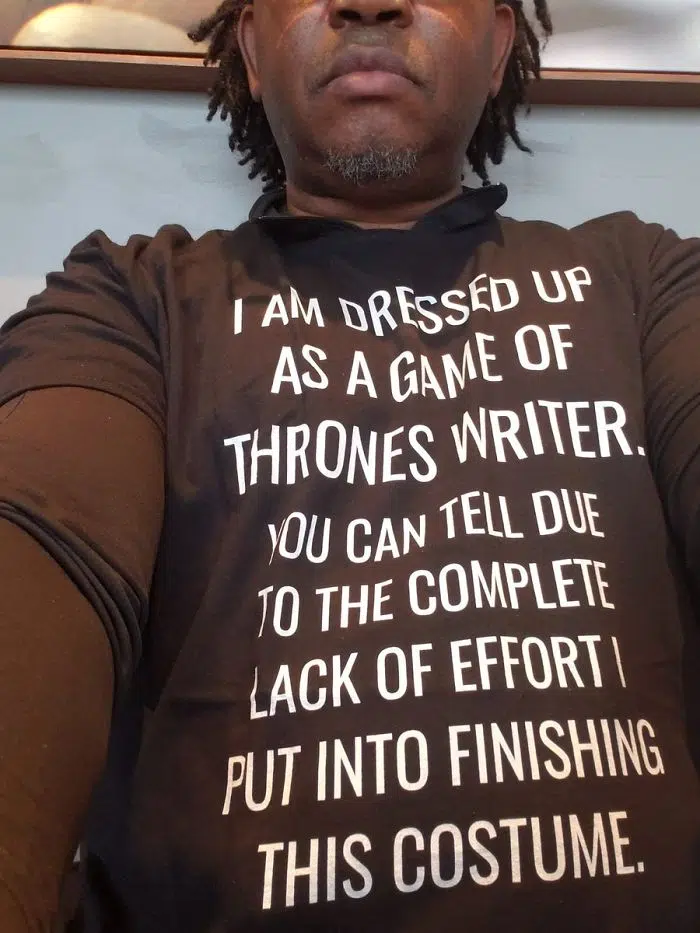 I AM DRESSED UP
AS A GAME OF
THRONES WRITER.
YOU CAN TELL DUE
TO THE COMPLETE
LACK OF EFFORT I
PUT INTO FINISHING
THIS COSTUME.